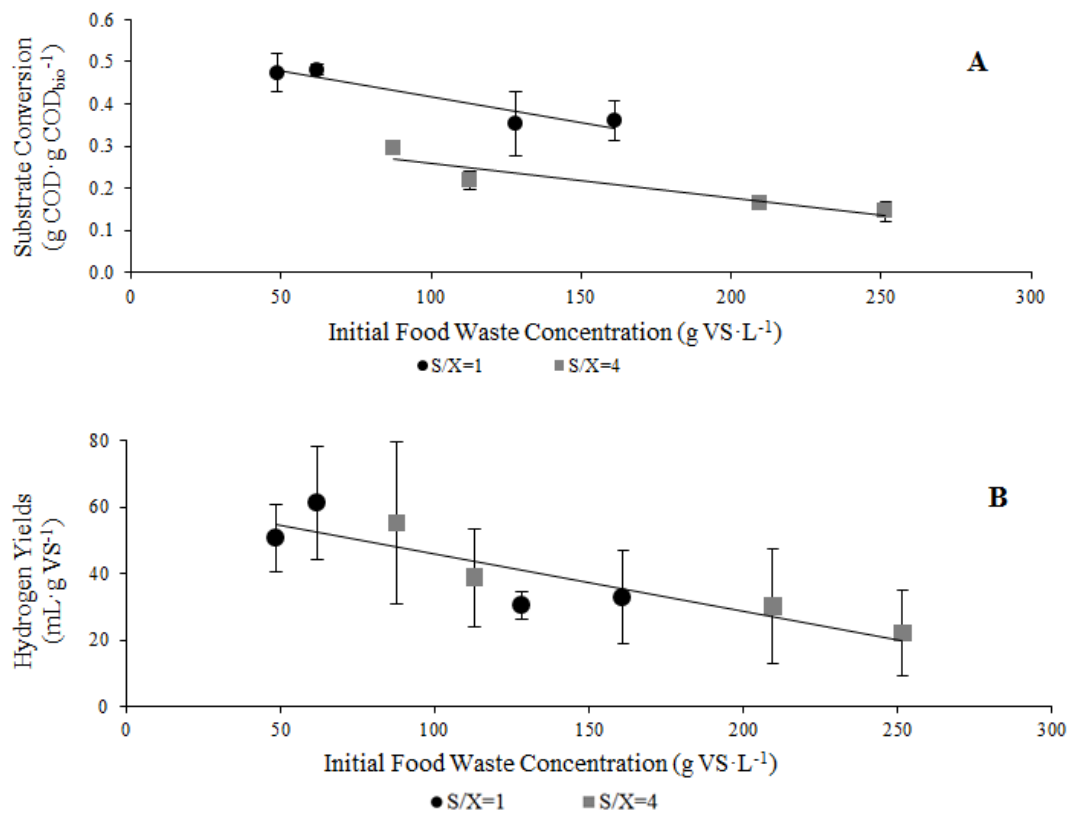 A
Substrate Conversion
(g COD·g CODbio-1)
0.6
0.5
0.4
0.3
0.2
0.1
0.0
0 50 100 150 200 250 300
Initial Food Waste Concentration (g VS·L-1)
S/X=1 S/X=4
B
Hydrogen Yields
(mL·g VS-1)
80
60
40
20
0
0 50 100 150 200 250 300
Initial Food Waste Concentration (g VS·L-1)
S/X=1 S/X=4